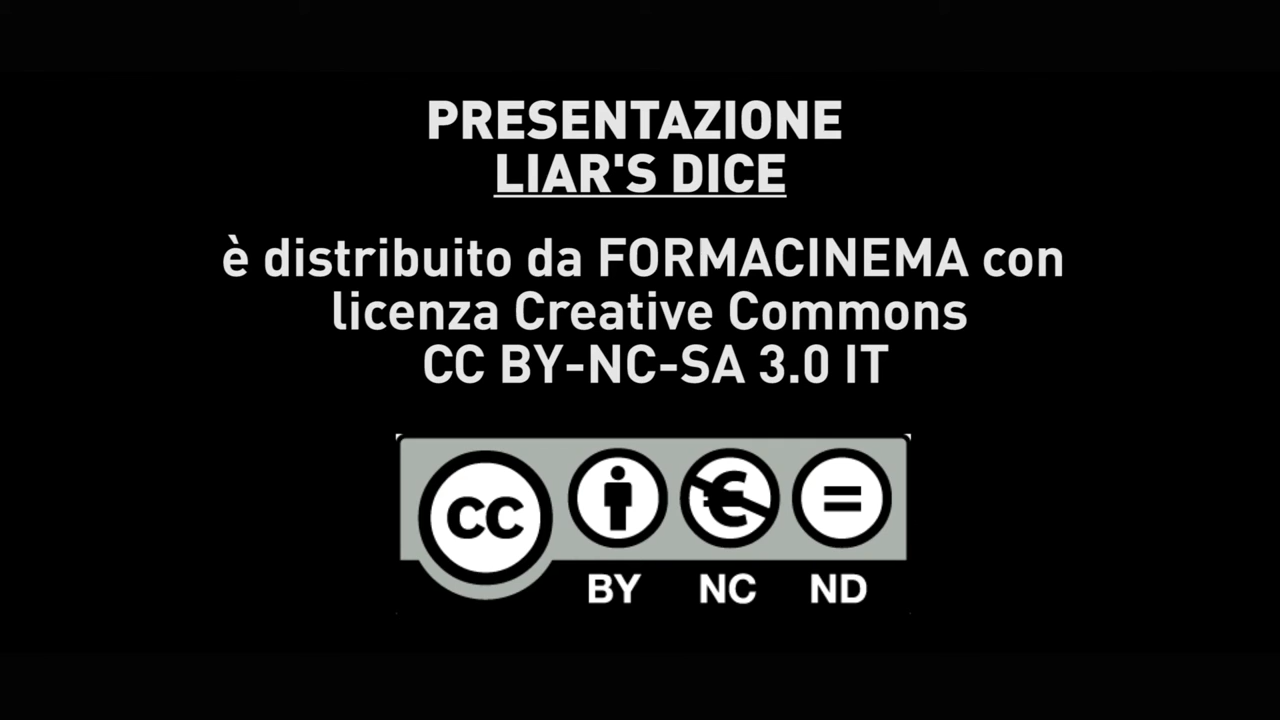 PRESENTAZIONE
LIAR'S DICE
è distribuito da FORMACINEMA con
licenza Creative Commons
CC BY-NC-SA 3.0 IT
CC
BY NC ND